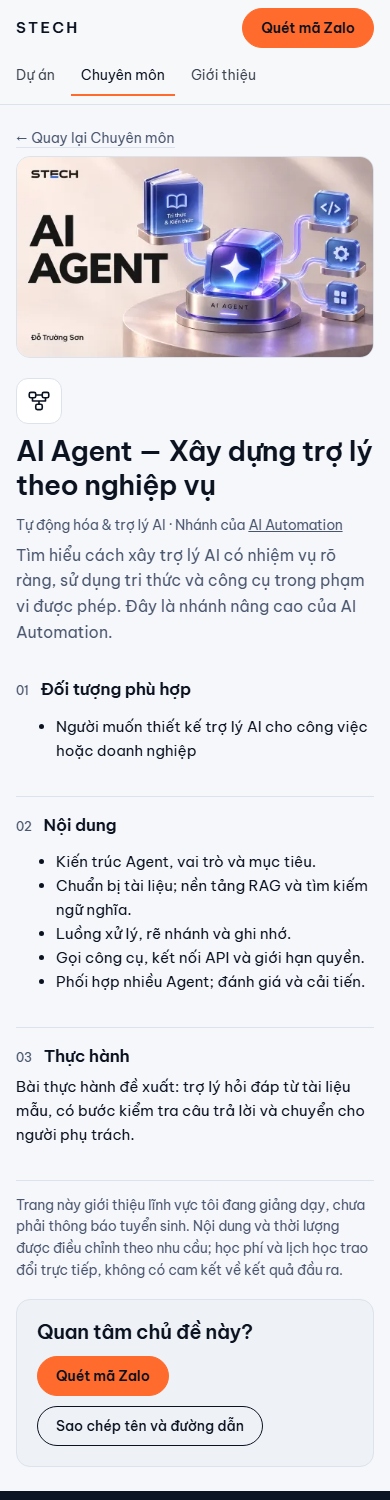 STECH
Quét mã Zalo
Dự án Chuyên môn Giới thiệu
← Quay lại Chuyên môn
STECH
AI
AGENT
Tri thức
& Kiến thức
AI AGENT
Đỗ Trường Sơn
AI Agent — Xây dựng trợ lý
theo nghiệp vụ
Tự động hóa & trợ lý AI · Nhánh của AI Automation
Tìm hiểu cách xây trợ lý AI có nhiệm vụ rõ
ràng, sử dụng tri thức và công cụ trong phạm
vi được phép. Đây là nhánh nâng cao của AI
Automation.
01 Đối tượng phù hợp
• Người muốn thiết kế trợ lý AI cho công việc
hoặc doanh nghiệp
02 Nội dung
• Kiến trúc Agent, vai trò và mục tiêu.
• Chuẩn bị tài liệu; nền tảng RAG và tìm kiếm
ngữ nghĩa.
• Luồng xử lý, rẽ nhánh và ghi nhớ.
• Gọi công cụ, kết nối API và giới hạn quyền.
• Phối hợp nhiều Agent; đánh giá và cải tiến.
03 Thực hành
Bài thực hành đề xuất: trợ lý hỏi đáp từ tài liệu
mẫu, có bước kiểm tra câu trả lời và chuyển cho
người phụ trách.
Trang này giới thiệu lĩnh vực tôi đang giảng dạy, chưa
phải thông báo tuyển sinh. Nội dung và thời lượng
được điều chỉnh theo nhu cầu; học phí và lịch học trao
đổi trực tiếp, không có cam kết về kết quả đầu ra.
Quan tâm chủ đề này?
Quét mã Zalo
Sao chép tên và đường dẫn